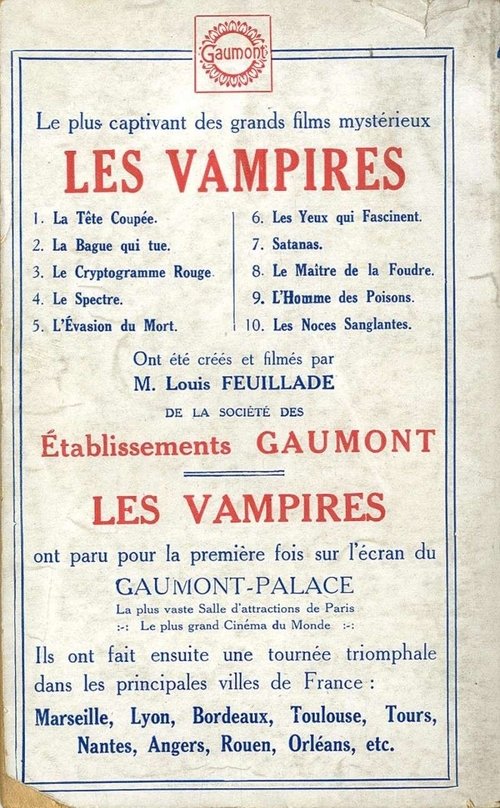 Gaumont
Le plus captivant des grands films mystérieux
LES VAMPIRES
1. La Tête Coupée.
2. La Bague qui tue.
3. Le Cryptogramme Rouge
4. Le Spectre.
5. L'Évasion du Mort.
6. Les Yeux qui Fascinent.
7. Satanas.
8. Le Maître de la Foudre.
9. L'Homme des Poisons.
10. Les Noces Sanglantes.
Ont été créés et filmés par
M. Louis FEUILLADE
DE LA SOCIÉTÉ DES
Établissements GAUMONT
LES VAMPIRES
ont paru pour la première fois sur l'écran du
GAUMONT-PALACE
La plus vaste Salle d'attractions de Paris
:-: Le plus grand Cinéma du Monde :-:
Ils ont fait ensuite une tournée triomphale
dans les principales villes de France :
Marseille, Lyon, Bordeaux, Toulouse, Tours,
Nantes, Angers, Rouen, Orléans, etc.